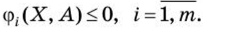 φᵢ(X, A) ≤ 0,  i = 1, m.